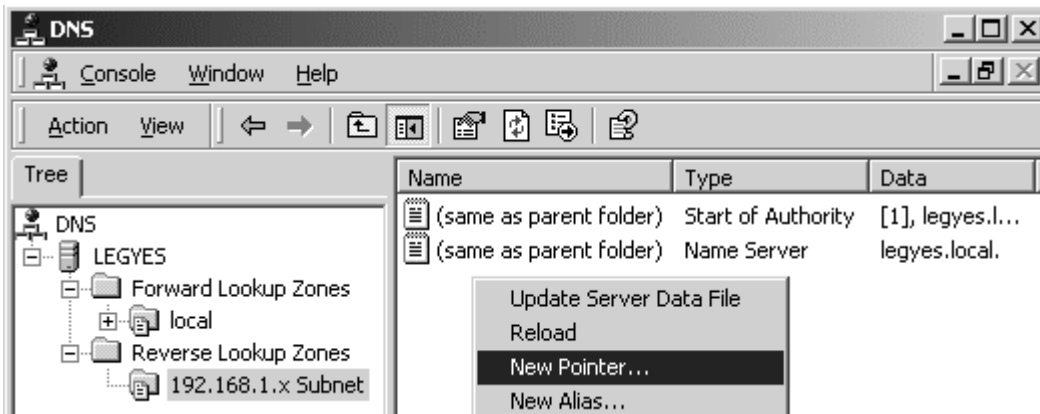 DNS
Console Window Help
Action View
Tree
Name Type Data
DNS
LEGYES
Forward Lookup Zones
local
Reverse Lookup Zones
192.168.1.x Subnet
(same as parent folder) Start of Authority [1], legyes.l...
(same as parent folder) Name Server legyes.local.
Update Server Data File
Reload
New Pointer...
New Alias...